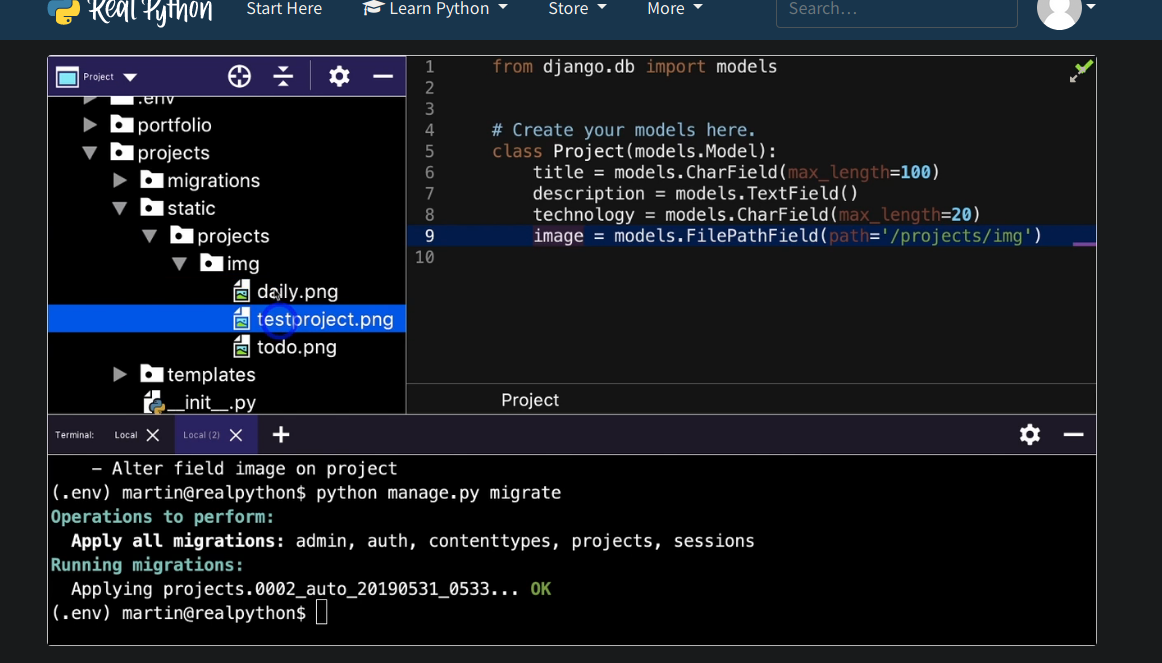 Real Python
Start Here
Learn Python
Store
More
Search…
Project
.env
portfolio
projects
migrations
static
projects
img
daily.png
testproject.png
todo.png
templates
__init__.py
1 from django.db import models
2
3
4 # Create your models here.
5 class Project(models.Model):
6 title = models.CharField(max_length=100)
7 description = models.TextField()
8 technology = models.CharField(max_length=20)
9 image = models.FilePathField(path='/projects/img')
10
Project
Terminal: Local Local (2)
– Alter field image on project
(.env) martin@realpython$ python manage.py migrate
Operations to perform:
Apply all migrations: admin, auth, contenttypes, projects, sessions
Running migrations:
Applying projects.0002_auto_20190531_0533... OK
(.env) martin@realpython$